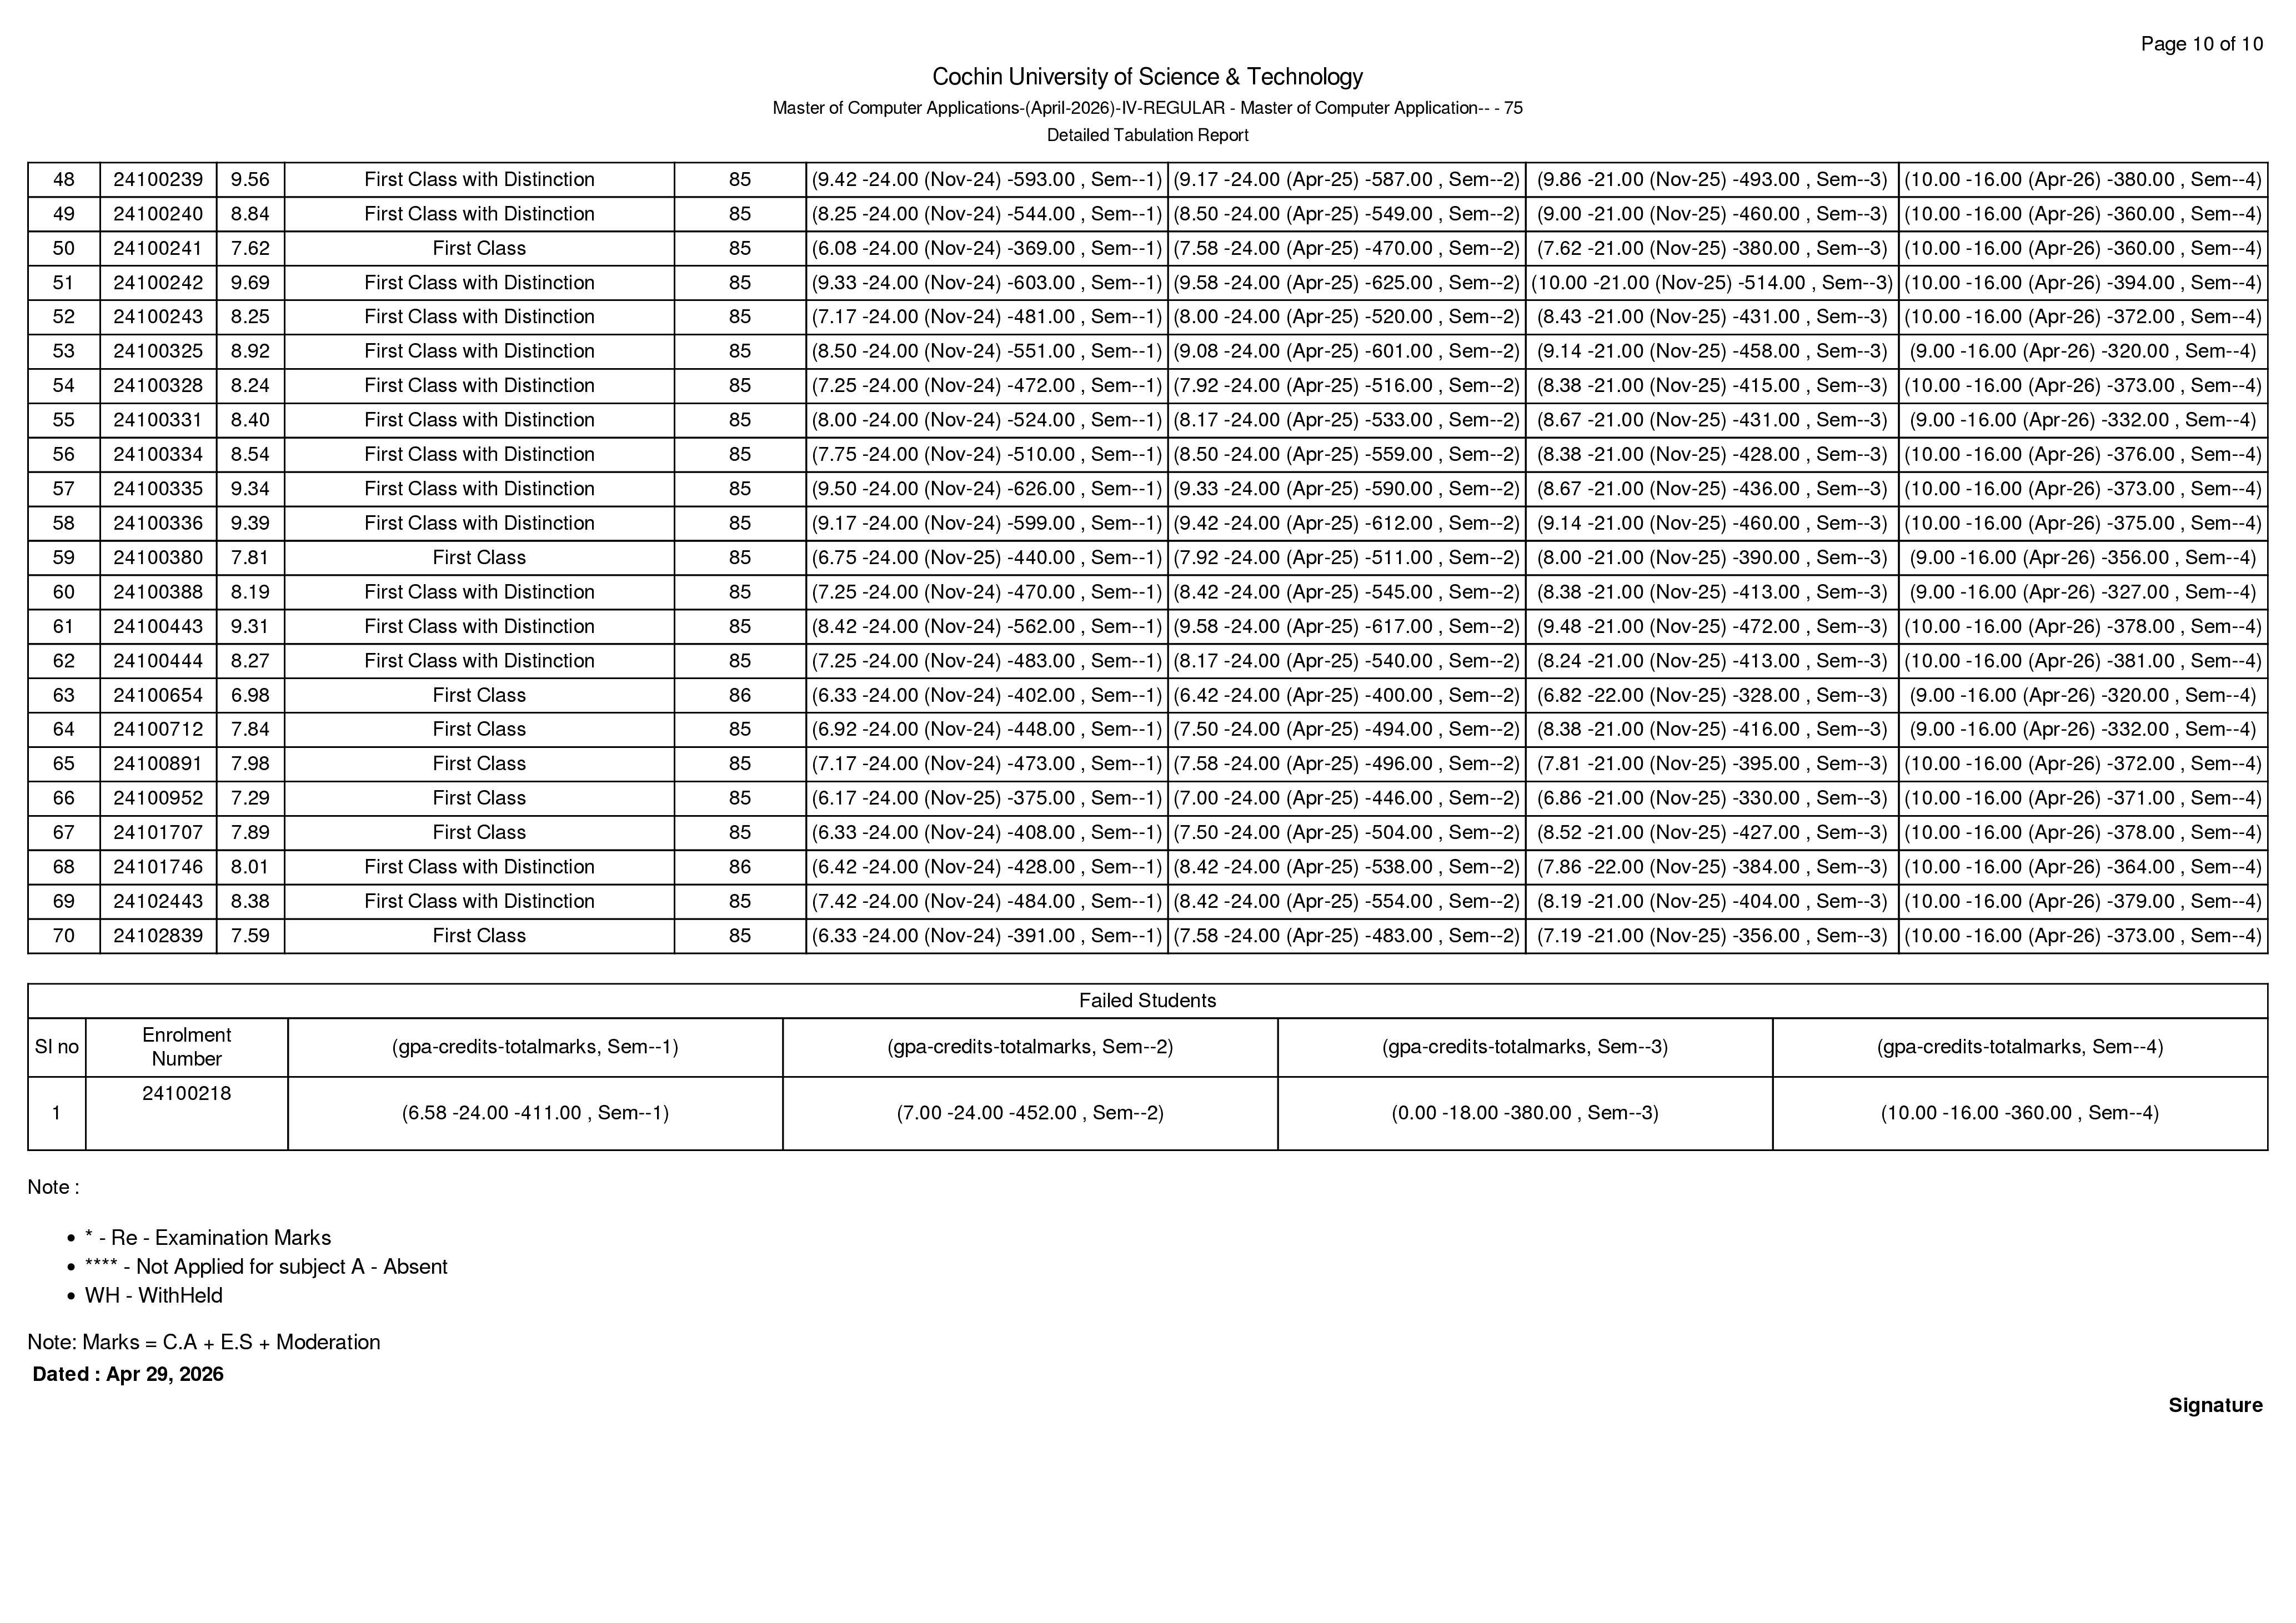 Page 10 of 10
Cochin University of Science & Technology
Master of Computer Applications-(April-2026)-IV-REGULAR - Master of Computer Application-- - 75
Detailed Tabulation Report
48 24100239 9.56 First Class with Distinction 85 (9.42 -24.00 (Nov-24) -593.00 , Sem--1) (9.17 -24.00 (Apr-25) -587.00 , Sem--2) (9.86 -21.00 (Nov-25) -493.00 , Sem--3) (10.00 -16.00 (Apr-26) -380.00 , Sem--4)
49 24100240 8.84 First Class with Distinction 85 (8.25 -24.00 (Nov-24) -544.00 , Sem--1) (8.50 -24.00 (Apr-25) -549.00 , Sem--2) (9.00 -21.00 (Nov-25) -460.00 , Sem--3) (10.00 -16.00 (Apr-26) -360.00 , Sem--4)
50 24100241 7.62 First Class 85 (6.08 -24.00 (Nov-24) -369.00 , Sem--1) (7.58 -24.00 (Apr-25) -470.00 , Sem--2) (7.62 -21.00 (Nov-25) -380.00 , Sem--3) (10.00 -16.00 (Apr-26) -360.00 , Sem--4)
51 24100242 9.69 First Class with Distinction 85 (9.33 -24.00 (Nov-24) -603.00 , Sem--1) (9.58 -24.00 (Apr-25) -625.00 , Sem--2) (10.00 -21.00 (Nov-25) -514.00 , Sem--3) (10.00 -16.00 (Apr-26) -394.00 , Sem--4)
52 24100243 8.25 First Class with Distinction 85 (7.17 -24.00 (Nov-24) -481.00 , Sem--1) (8.00 -24.00 (Apr-25) -520.00 , Sem--2) (8.43 -21.00 (Nov-25) -431.00 , Sem--3) (10.00 -16.00 (Apr-26) -372.00 , Sem--4)
53 24100325 8.92 First Class with Distinction 85 (8.50 -24.00 (Nov-24) -551.00 , Sem--1) (9.08 -24.00 (Apr-25) -601.00 , Sem--2) (9.14 -21.00 (Nov-25) -458.00 , Sem--3) (9.00 -16.00 (Apr-26) -320.00 , Sem--4)
54 24100328 8.24 First Class with Distinction 85 (7.25 -24.00 (Nov-24) -472.00 , Sem--1) (7.92 -24.00 (Apr-25) -516.00 , Sem--2) (8.38 -21.00 (Nov-25) -415.00 , Sem--3) (10.00 -16.00 (Apr-26) -373.00 , Sem--4)
55 24100331 8.40 First Class with Distinction 85 (8.00 -24.00 (Nov-24) -524.00 , Sem--1) (8.17 -24.00 (Apr-25) -533.00 , Sem--2) (8.67 -21.00 (Nov-25) -431.00 , Sem--3) (9.00 -16.00 (Apr-26) -332.00 , Sem--4)
56 24100334 8.54 First Class with Distinction 85 (7.75 -24.00 (Nov-24) -510.00 , Sem--1) (8.50 -24.00 (Apr-25) -559.00 , Sem--2) (8.38 -21.00 (Nov-25) -428.00 , Sem--3) (10.00 -16.00 (Apr-26) -376.00 , Sem--4)
57 24100335 9.34 First Class with Distinction 85 (9.50 -24.00 (Nov-24) -626.00 , Sem--1) (9.33 -24.00 (Apr-25) -590.00 , Sem--2) (8.67 -21.00 (Nov-25) -436.00 , Sem--3) (10.00 -16.00 (Apr-26) -373.00 , Sem--4)
58 24100336 9.39 First Class with Distinction 85 (9.17 -24.00 (Nov-24) -599.00 , Sem--1) (9.42 -24.00 (Apr-25) -612.00 , Sem--2) (9.14 -21.00 (Nov-25) -460.00 , Sem--3) (10.00 -16.00 (Apr-26) -375.00 , Sem--4)
59 24100380 7.81 First Class 85 (6.75 -24.00 (Nov-25) -440.00 , Sem--1) (7.92 -24.00 (Apr-25) -511.00 , Sem--2) (8.00 -21.00 (Nov-25) -390.00 , Sem--3) (9.00 -16.00 (Apr-26) -356.00 , Sem--4)
60 24100388 8.19 First Class with Distinction 85 (7.25 -24.00 (Nov-24) -470.00 , Sem--1) (8.42 -24.00 (Apr-25) -545.00 , Sem--2) (8.38 -21.00 (Nov-25) -413.00 , Sem--3) (9.00 -16.00 (Apr-26) -327.00 , Sem--4)
61 24100443 9.31 First Class with Distinction 85 (8.42 -24.00 (Nov-24) -562.00 , Sem--1) (9.58 -24.00 (Apr-25) -617.00 , Sem--2) (9.48 -21.00 (Nov-25) -472.00 , Sem--3) (10.00 -16.00 (Apr-26) -378.00 , Sem--4)
62 24100444 8.27 First Class with Distinction 85 (7.25 -24.00 (Nov-24) -483.00 , Sem--1) (8.17 -24.00 (Apr-25) -540.00 , Sem--2) (8.24 -21.00 (Nov-25) -413.00 , Sem--3) (10.00 -16.00 (Apr-26) -381.00 , Sem--4)
63 24100654 6.98 First Class 86 (6.33 -24.00 (Nov-24) -402.00 , Sem--1) (6.42 -24.00 (Apr-25) -400.00 , Sem--2) (6.82 -22.00 (Nov-25) -328.00 , Sem--3) (9.00 -16.00 (Apr-26) -320.00 , Sem--4)
64 24100712 7.84 First Class 85 (6.92 -24.00 (Nov-24) -448.00 , Sem--1) (7.50 -24.00 (Apr-25) -494.00 , Sem--2) (8.38 -21.00 (Nov-25) -416.00 , Sem--3) (9.00 -16.00 (Apr-26) -332.00 , Sem--4)
65 24100891 7.98 First Class 85 (7.17 -24.00 (Nov-24) -473.00 , Sem--1) (7.58 -24.00 (Apr-25) -496.00 , Sem--2) (7.81 -21.00 (Nov-25) -395.00 , Sem--3) (10.00 -16.00 (Apr-26) -372.00 , Sem--4)
66 24100952 7.29 First Class 85 (6.17 -24.00 (Nov-25) -375.00 , Sem--1) (7.00 -24.00 (Apr-25) -446.00 , Sem--2) (6.86 -21.00 (Nov-25) -330.00 , Sem--3) (10.00 -16.00 (Apr-26) -371.00 , Sem--4)
67 24101707 7.89 First Class 85 (6.33 -24.00 (Nov-24) -408.00 , Sem--1) (7.50 -24.00 (Apr-25) -504.00 , Sem--2) (8.52 -21.00 (Nov-25) -427.00 , Sem--3) (10.00 -16.00 (Apr-26) -378.00 , Sem--4)
68 24101746 8.01 First Class with Distinction 86 (6.42 -24.00 (Nov-24) -428.00 , Sem--1) (8.42 -24.00 (Apr-25) -538.00 , Sem--2) (7.86 -22.00 (Nov-25) -384.00 , Sem--3) (10.00 -16.00 (Apr-26) -364.00 , Sem--4)
69 24102443 8.38 First Class with Distinction 85 (7.42 -24.00 (Nov-24) -484.00 , Sem--1) (8.42 -24.00 (Apr-25) -554.00 , Sem--2) (8.19 -21.00 (Nov-25) -404.00 , Sem--3) (10.00 -16.00 (Apr-26) -379.00 , Sem--4)
70 24102839 7.59 First Class 85 (6.33 -24.00 (Nov-24) -391.00 , Sem--1) (7.58 -24.00 (Apr-25) -483.00 , Sem--2) (7.19 -21.00 (Nov-25) -356.00 , Sem--3) (10.00 -16.00 (Apr-26) -373.00 , Sem--4)
Failed Students
Sl no Enrolment Number (gpa-credits-totalmarks, Sem--1) (gpa-credits-totalmarks, Sem--2) (gpa-credits-totalmarks, Sem--3) (gpa-credits-totalmarks, Sem--4)
1 24100218 (6.58 -24.00 -411.00 , Sem--1) (7.00 -24.00 -452.00 , Sem--2) (0.00 -18.00 -380.00 , Sem--3) (10.00 -16.00 -360.00 , Sem--4)
Note :
• * - Re - Examination Marks
• **** - Not Applied for subject A - Absent
• WH - WithHeld
Note: Marks = C.A + E.S + Moderation
Dated : Apr 29, 2026
Signature